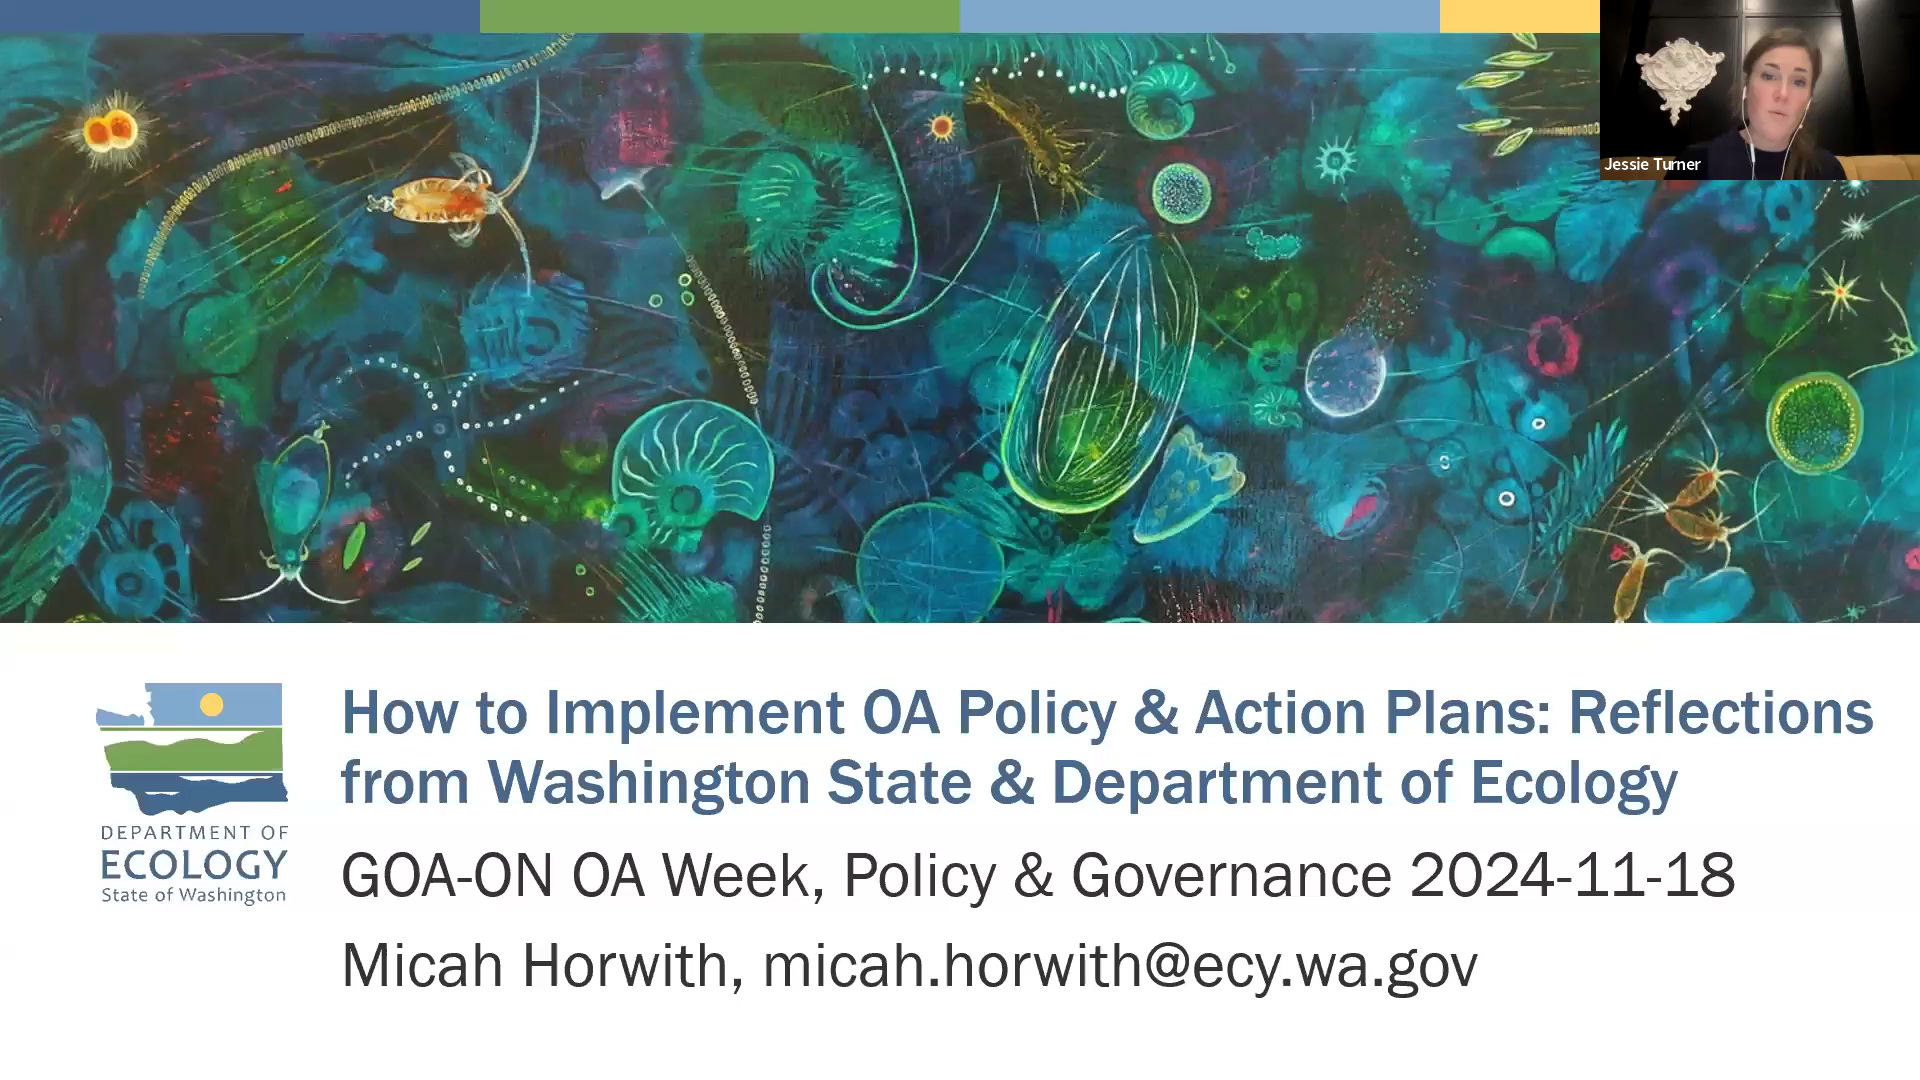 Jessie Turner
How to Implement OA Policy & Action Plans: Reflections
from Washington State & Department of Ecology
DEPARTMENT OF
ECOLOGY
State of Washington
GOA-ON OA Week, Policy & Governance 2024-11-18
Micah Horwith, micah.horwith@ecy.wa.gov